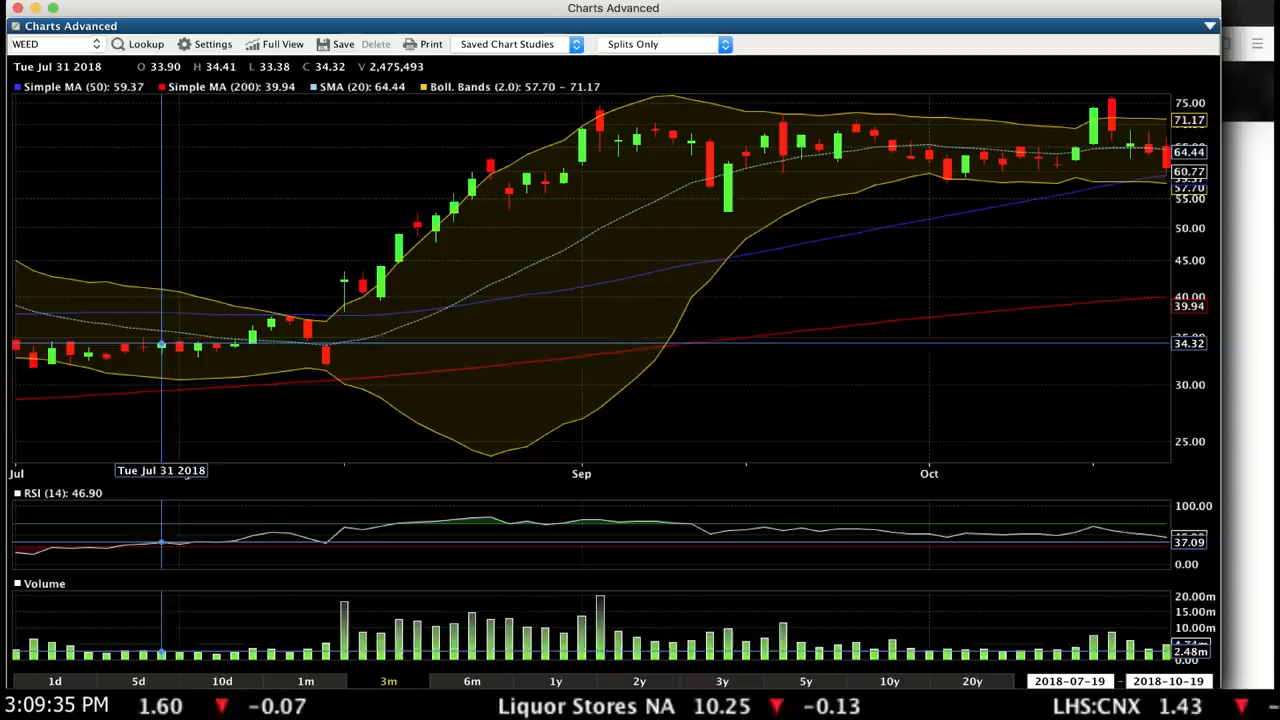 Charts Advanced
Charts Advanced
WEED Lookup Settings Full View Save Delete Print Saved Chart Studies Splits Only
Tue Jul 31 2018 O 33.90 H 34.41 L 33.38 C 34.32 V 2,475,493
Simple MA (50): 59.37 Simple MA (200): 39.94 SMA (20): 64.44 Boll. Bands (2.0): 57.70 - 71.17
75.00
71.17
64.44
60.77
57.70
55.00
50.00
45.00
40.00
39.94
34.32
30.00
25.00
Jul Tue Jul 31 2018 Sep Oct
RSI (14): 46.90
100.00
37.09
0.00
Volume
20.00m
15.00m
10.00m
2.48m
0.00
1d 5d 10d 1m 3m 6m 1y 2y 3y 5y 10y 20y 2018-07-19 - 2018-10-19
3:09:35 PM 1.60 -0.07 Liquor Stores NA 10.25 -0.13 LHS:CNX 1.43 -